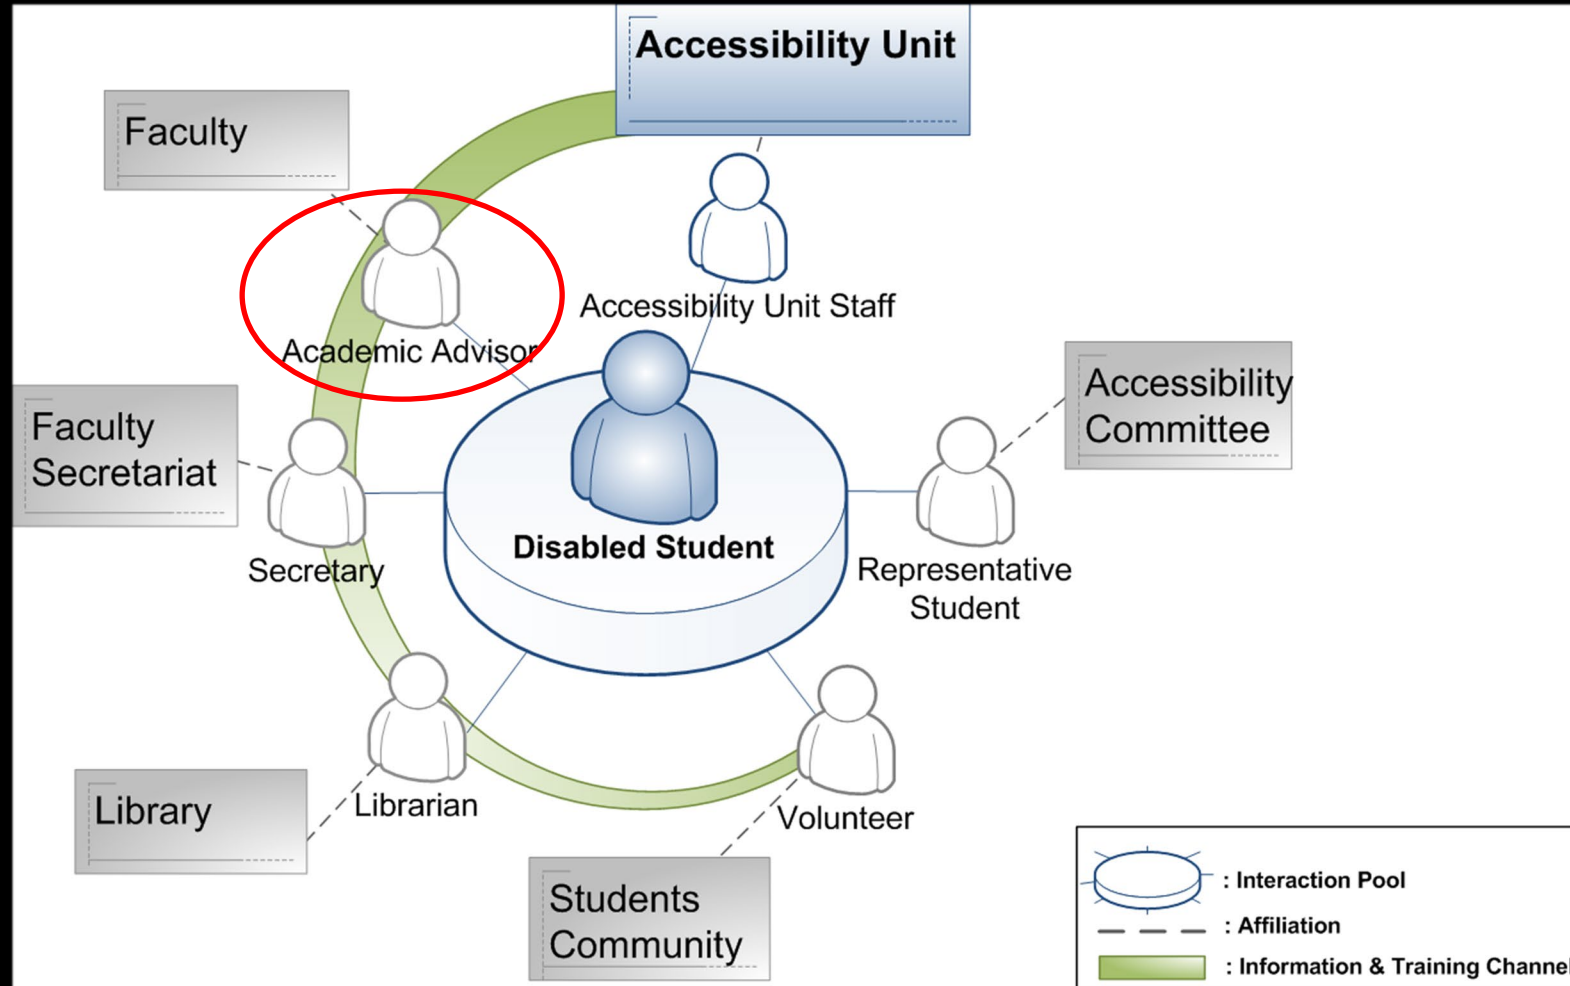 Accessibility Unit
Faculty
Accessibility Unit Staff
Academic Advisor
Accessibility
Committee
Faculty
Secretariat
Disabled Student
Secretary
Representative
Student
Library
Librarian
Volunteer
Students
Community
: Interaction Pool
: Affiliation
: Information & Training Channel